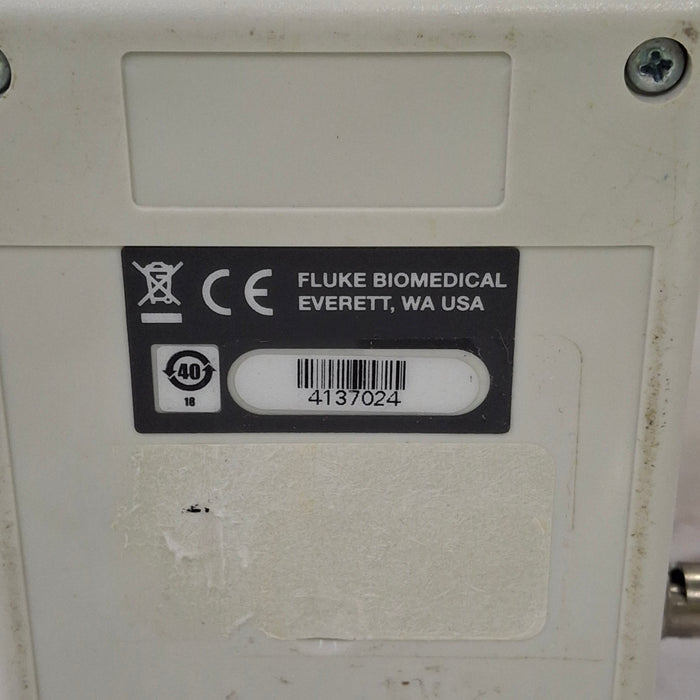 CE
FLUKE BIOMEDICAL
EVERETT, WA USA
40
16
4137024